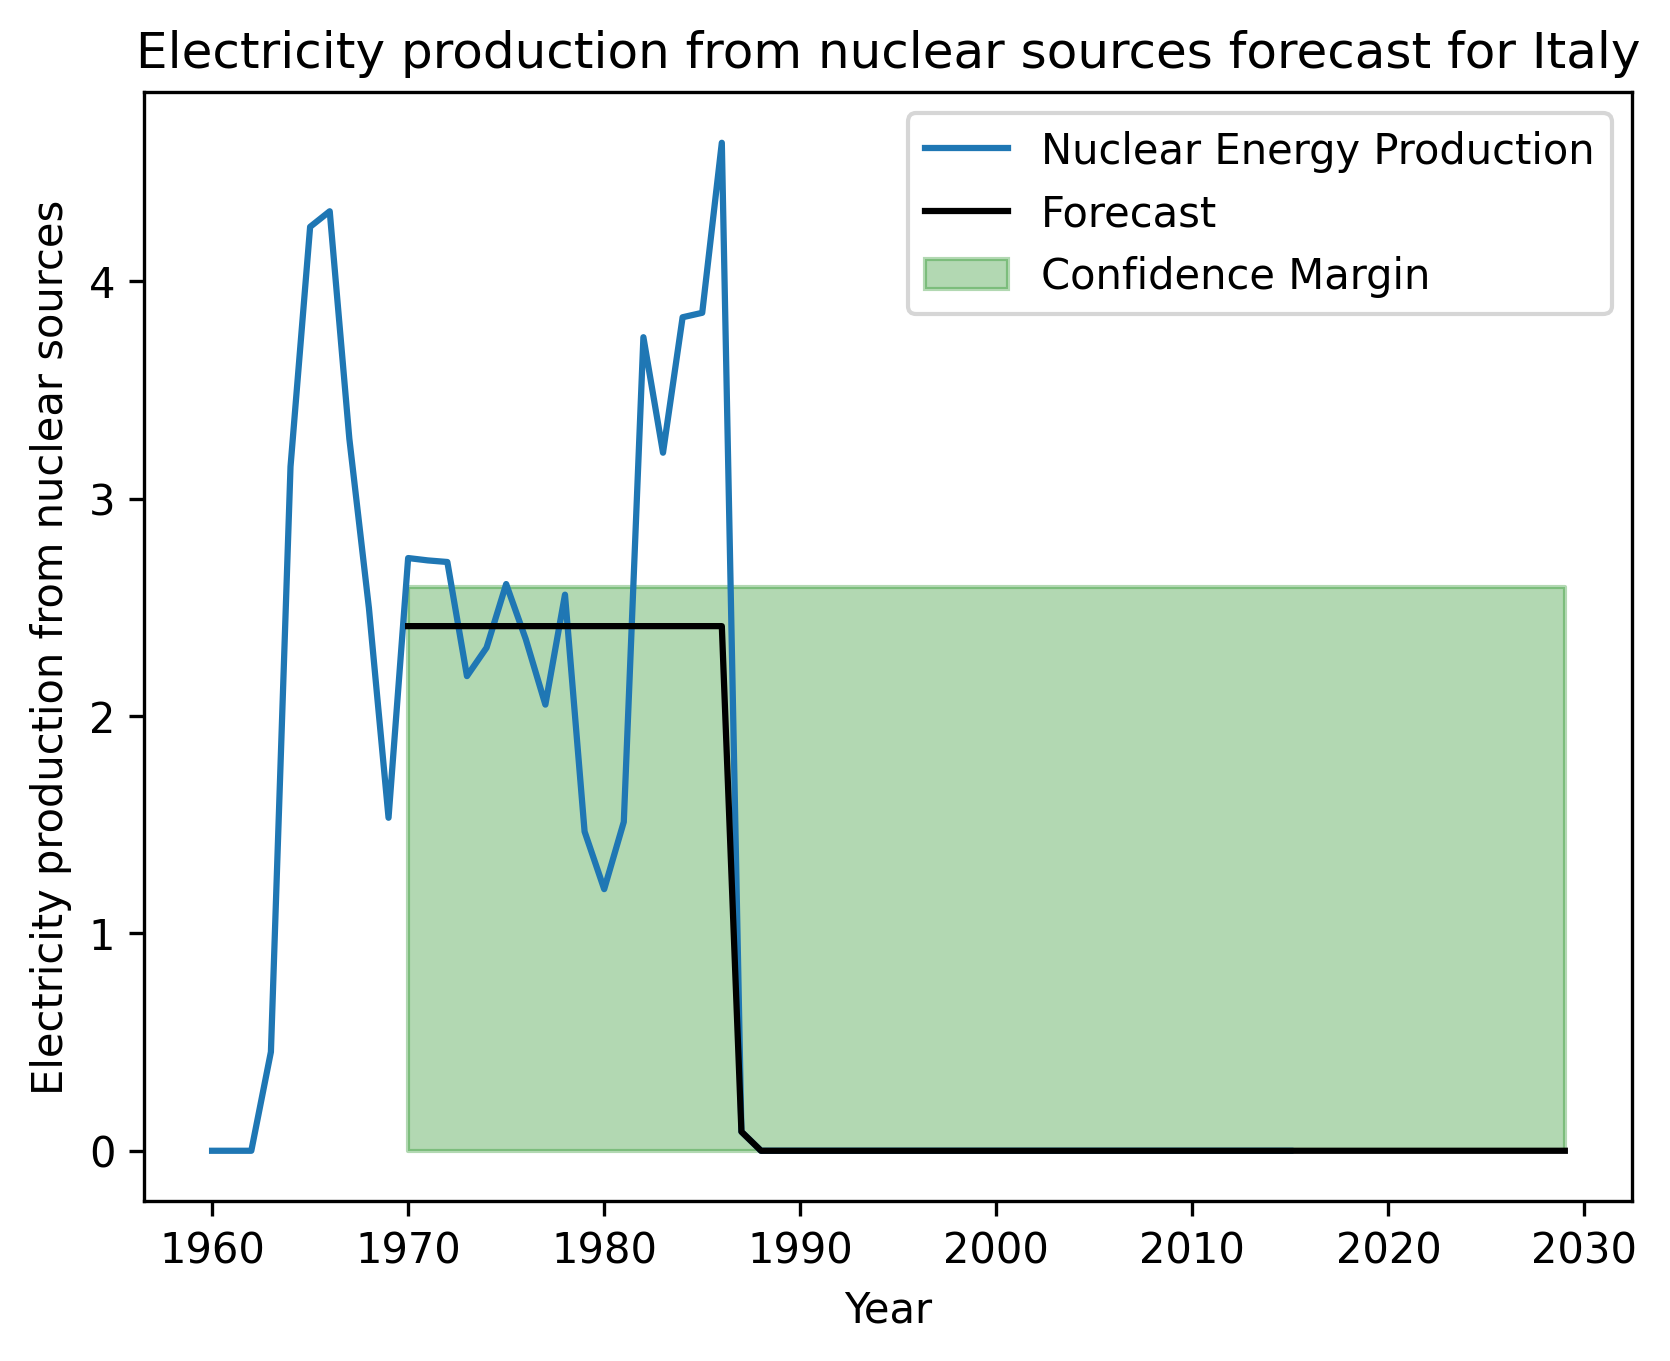 Electricity production from nuclear sources forecast for Italy
Nuclear Energy Production
Forecast
Confidence Margin
Electricity production from nuclear sources
4
3
2
1
0
1960 1970 1980 1990 2000 2010 2020 2030
Year